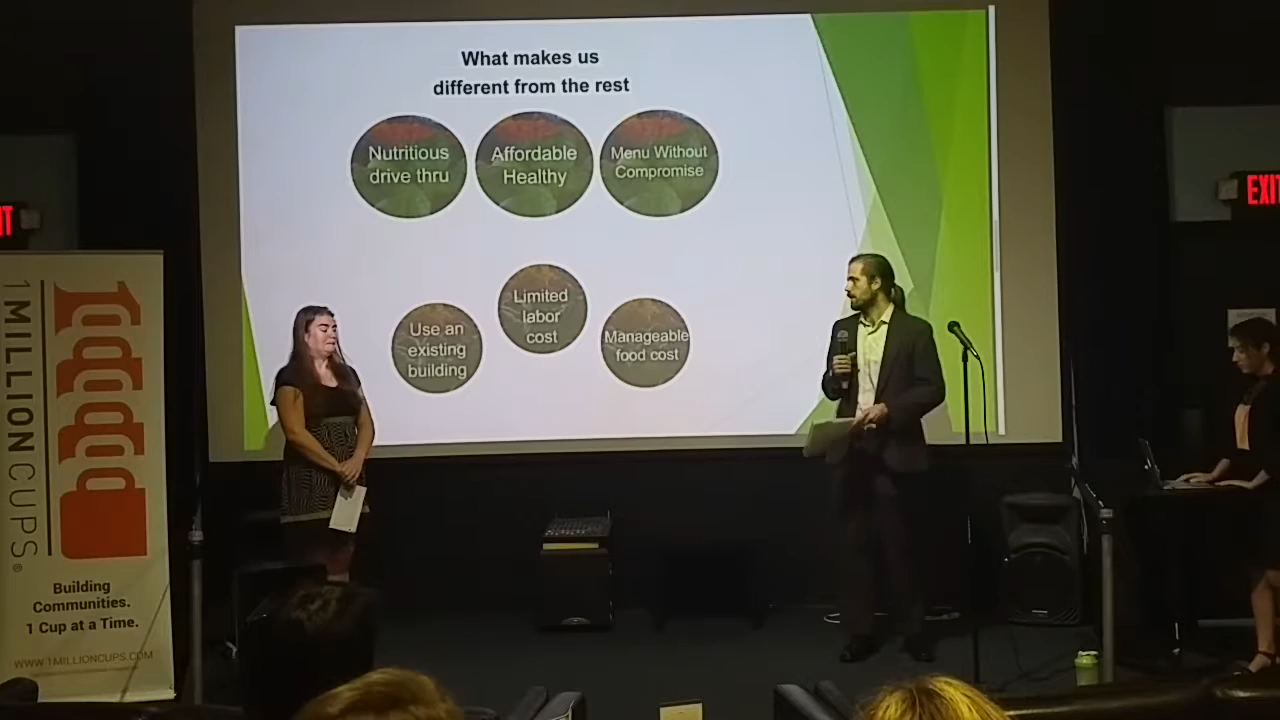 What makes us
different from the rest
Nutritious
drive thru
Affordable
Healthy
Menu Without
Compromise
Use an
existing
building
Limited
labor
cost
Manageable
food cost
EXIT
1 MILLION CUPS®
Building
Communities.
1 Cup at a Time.
WWW.1MILLIONCUPS.COM